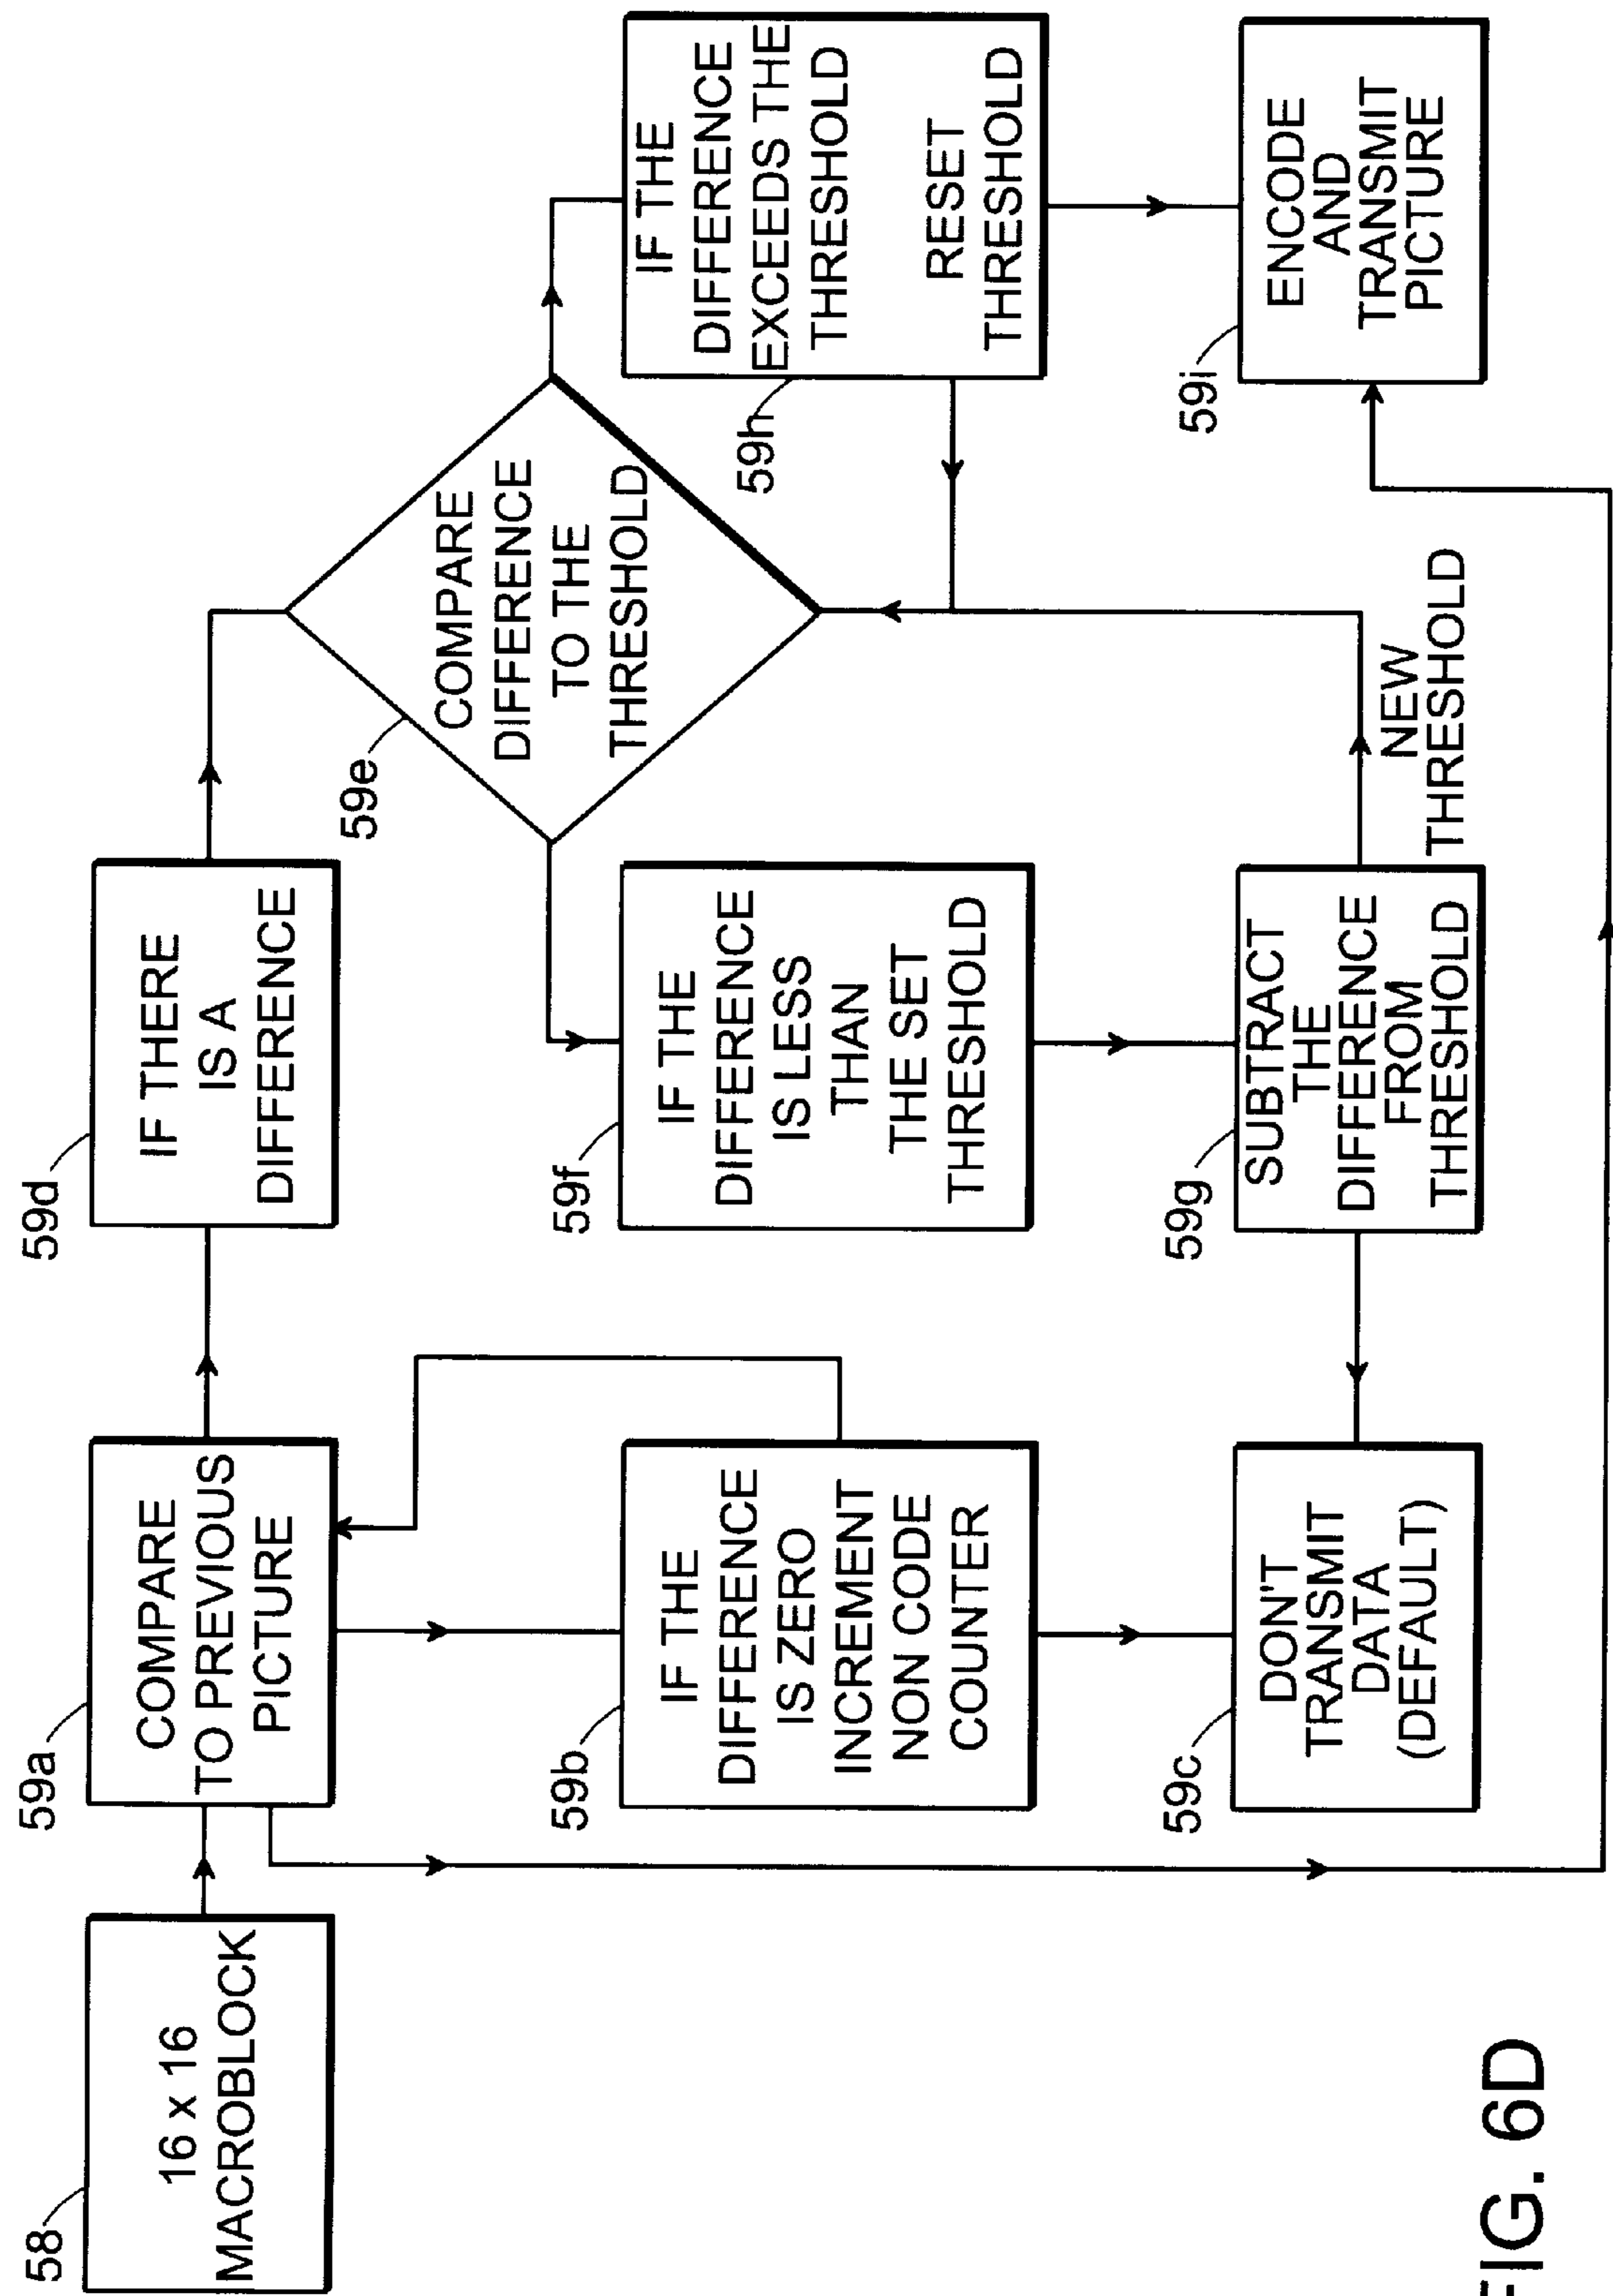 58
16 x 16
MACROBLOCK
59a
COMPARE
TO PREVIOUS
PICTURE
59d
IF THERE
IS A
DIFFERENCE
59e
COMPARE
DIFFERENCE
TO THE
THRESHOLD
59b
IF THE
DIFFERENCE
IS ZERO
INCREMENT
NON CODE
COUNTER
59f
IF THE
DIFFERENCE
IS LESS
THAN
THE SET
THRESHOLD
59h
IF THE
DIFFERENCE
EXCEEDS THE
THRESHOLD
RESET
THRESHOLD
59c
DON'T
TRANSMIT
DATA
(DEFAULT)
59g
SUBTRACT
THE
DIFFERENCE
FROM
THRESHOLD
NEW
THRESHOLD
59i
ENCODE
AND
TRANSMIT
PICTURE
FIG. 6D